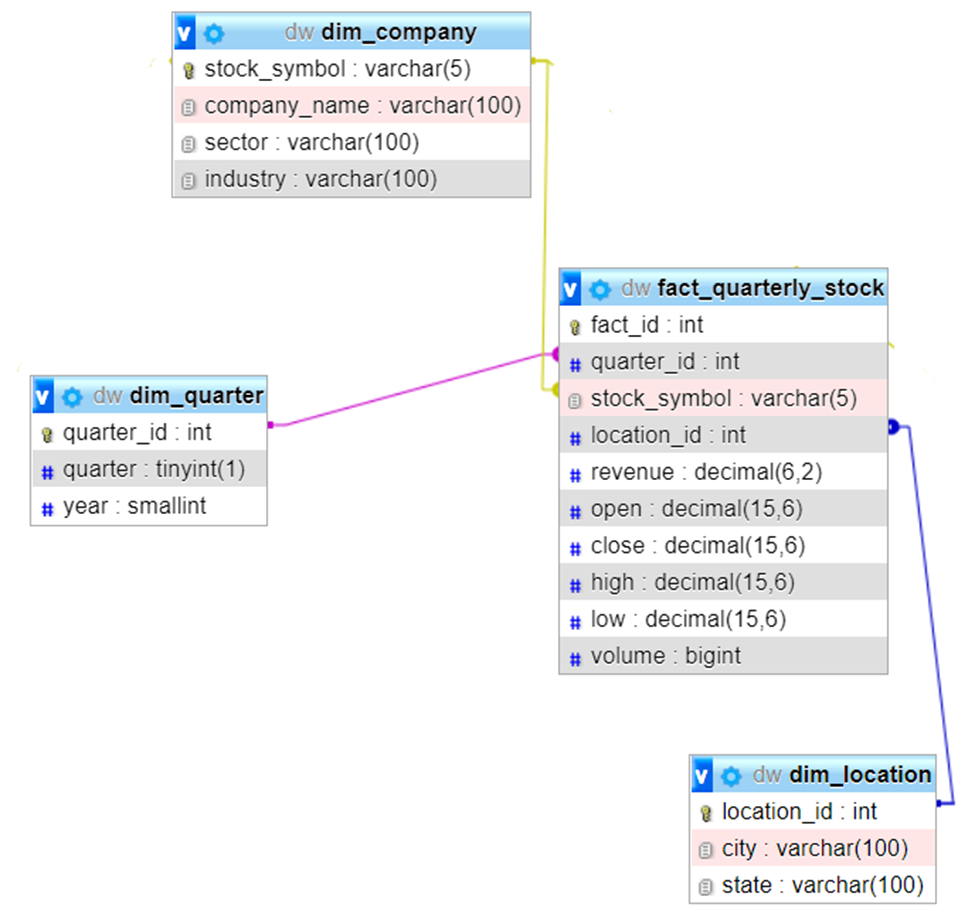 dw dim_company
stock_symbol : varchar(5)
company_name : varchar(100)
sector : varchar(100)
industry : varchar(100)
dw fact_quarterly_stock
fact_id : int
quarter_id : int
stock_symbol : varchar(5)
location_id : int
revenue : decimal(6,2)
open : decimal(15,6)
close : decimal(15,6)
high : decimal(15,6)
low : decimal(15,6)
volume : bigint
dw dim_quarter
quarter_id : int
quarter : tinyint(1)
year : smallint
dw dim_location
location_id : int
city : varchar(100)
state : varchar(100)